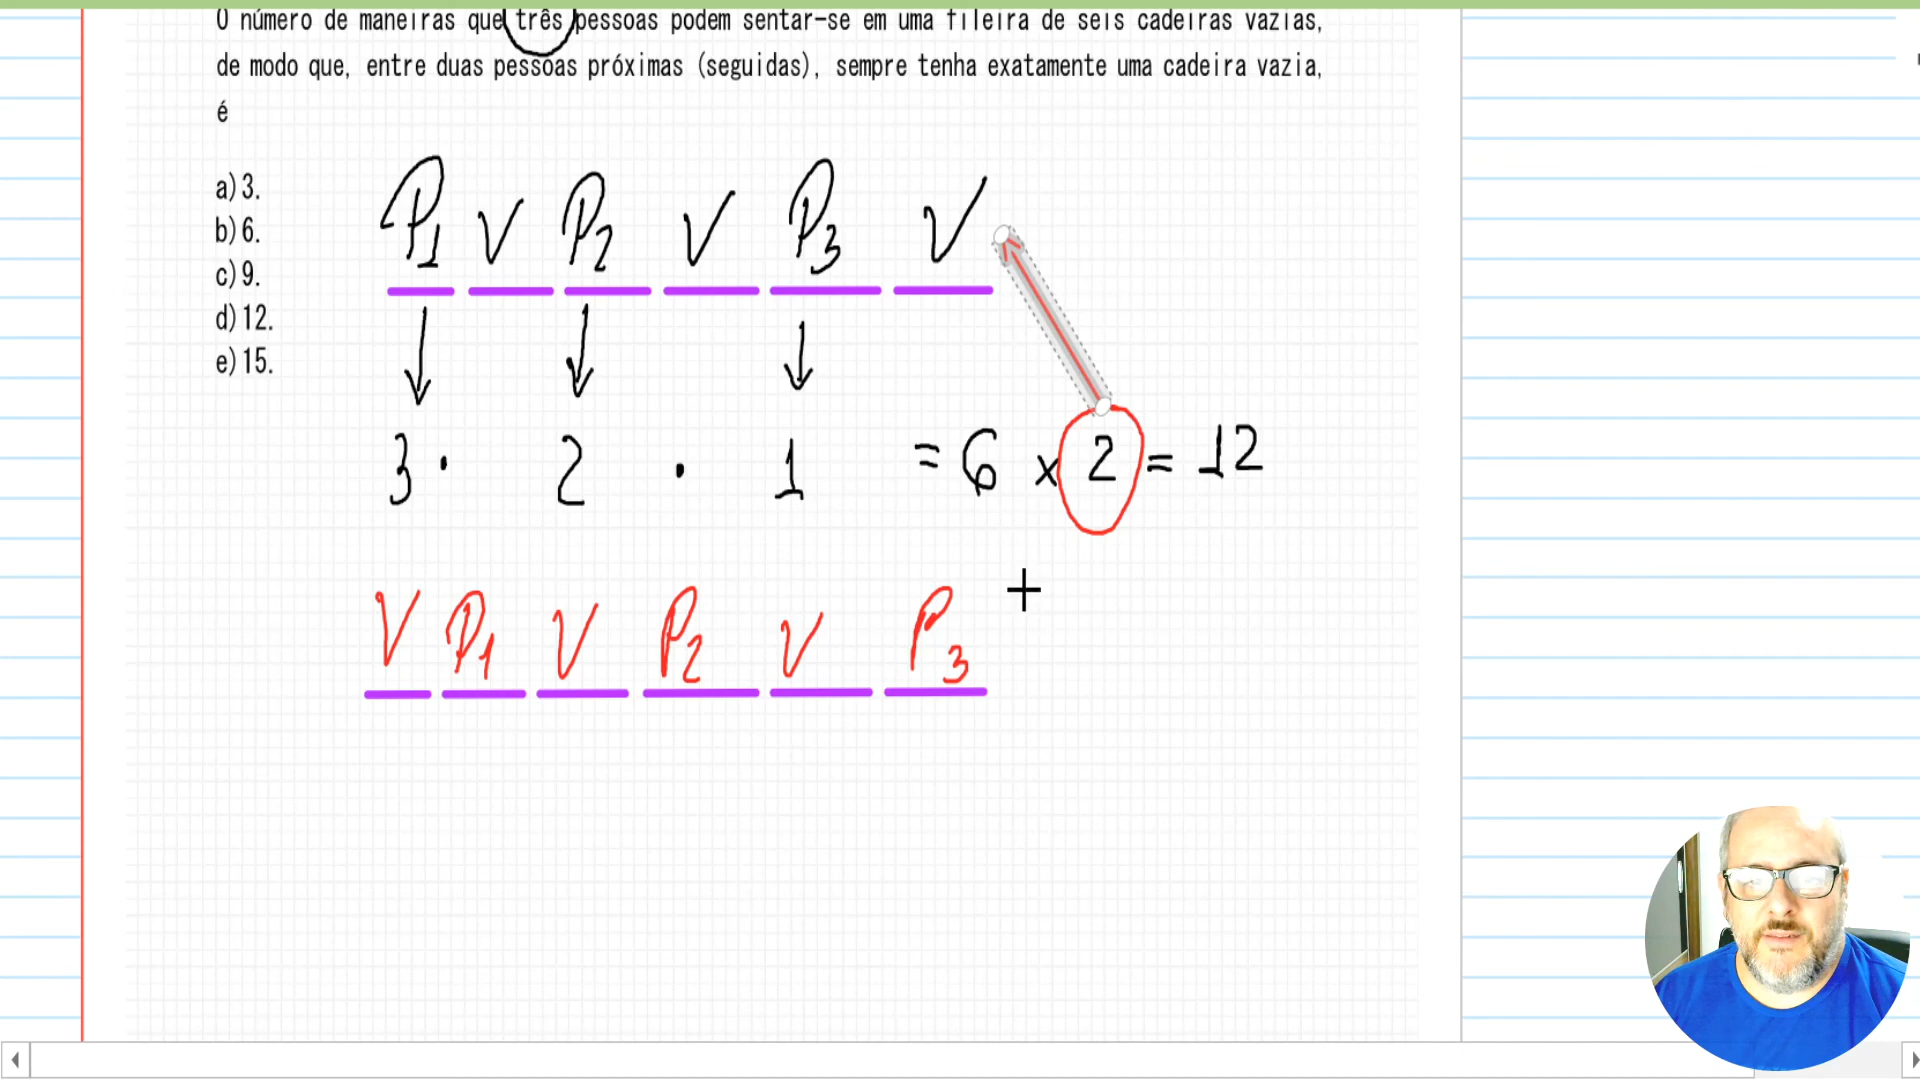 O número de maneiras que três pessoas podem sentar-se em uma fileira de seis cadeiras vazias,
de modo que, entre duas pessoas próximas (seguidas), sempre tenha exatamente uma cadeira vazia,
é
a)3.
b)6.
c)9.
d)12.
e)15.
P1 V P2 V P3 V
3 · 2 · 1 = 6 x 2 = 12
V P1 V P2 V P3